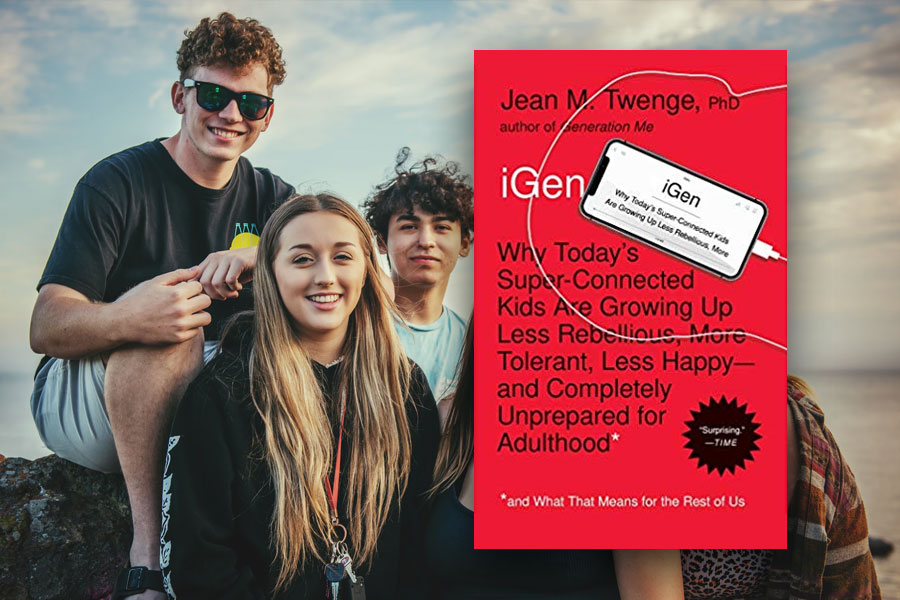 Jean M. Twenge, PhD
author of Generation Me
iGen
iGen
Why Today's Super-Connected Kids
Are Growing Up Less Rebellious, More
Why Today's
Super-Connected
Kids Are Growing Up
Less Rebellious, More
Tolerant, Less Happy—
and Completely
Unprepared for
Adulthood*
"Surprising."
—TIME
*and What That Means for the Rest of Us